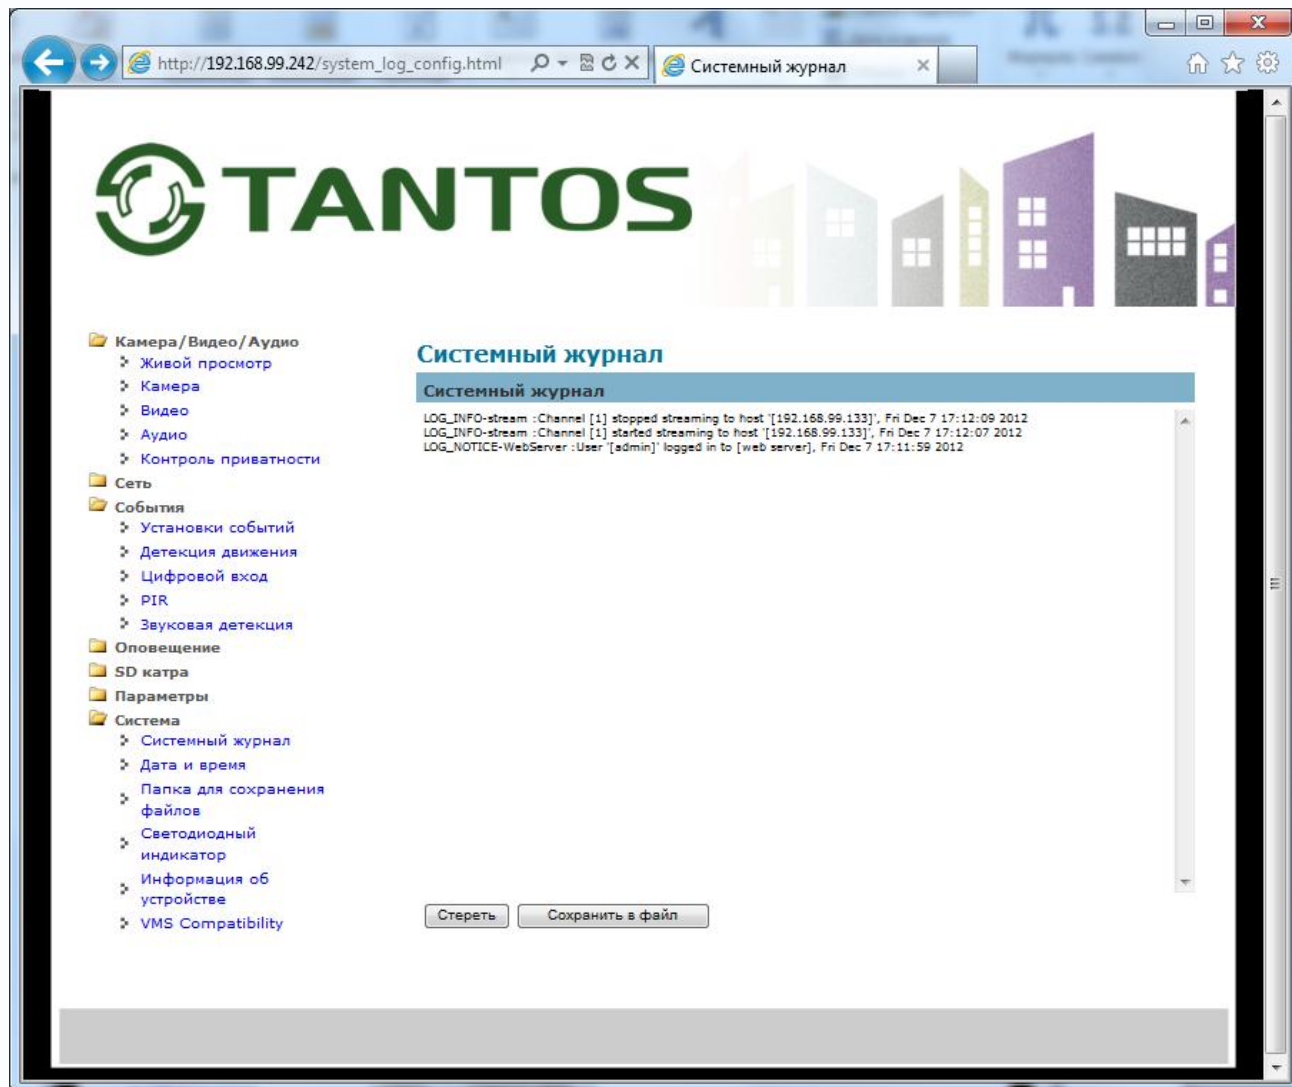 http://192.168.99.242/system_log_config.html
Системный журнал
TANTOS
Камера/Видео/Аудио
Живой просмотр
Камера
Видео
Аудио
Контроль приватности
Сеть
События
Установки событий
Детекция движения
Цифровой вход
PIR
Звуковая детекция
Оповещение
SD катра
Параметры
Система
Системный журнал
Дата и время
Папка для сохранения
файлов
Светодиодный
индикатор
Информация об
устройстве
VMS Compatibility
Системный журнал
Системный журнал
LOG_INFO-stream :Channel [1] stopped streaming to host '[192.168.99.133]', Fri Dec 7 17:12:09 2012
LOG_INFO-stream :Channel [1] started streaming to host '[192.168.99.133]', Fri Dec 7 17:12:07 2012
LOG_NOTICE-WebServer :User '[admin]' logged in to [web server], Fri Dec 7 17:11:59 2012
Стереть
Сохранить в файл